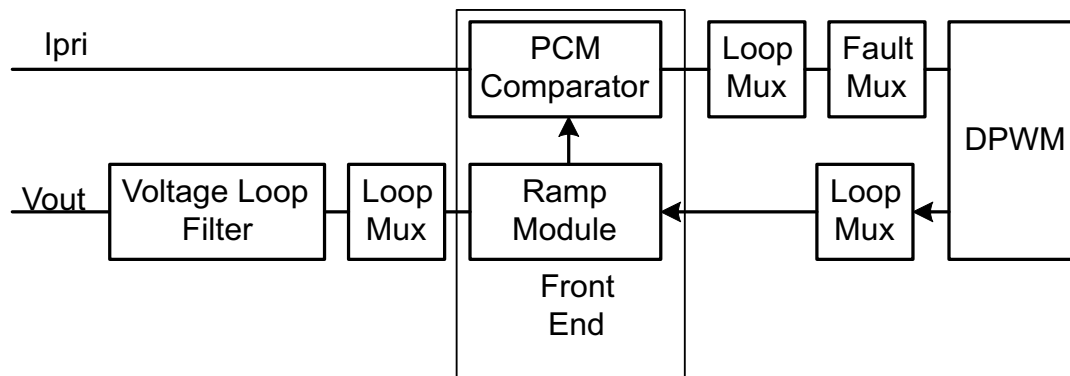 Ipri
PCM
Comparator
Loop
Mux
Fault
Mux
DPWM
Vout
Voltage Loop
Filter
Loop
Mux
Ramp
Module
Loop
Mux
Front
End